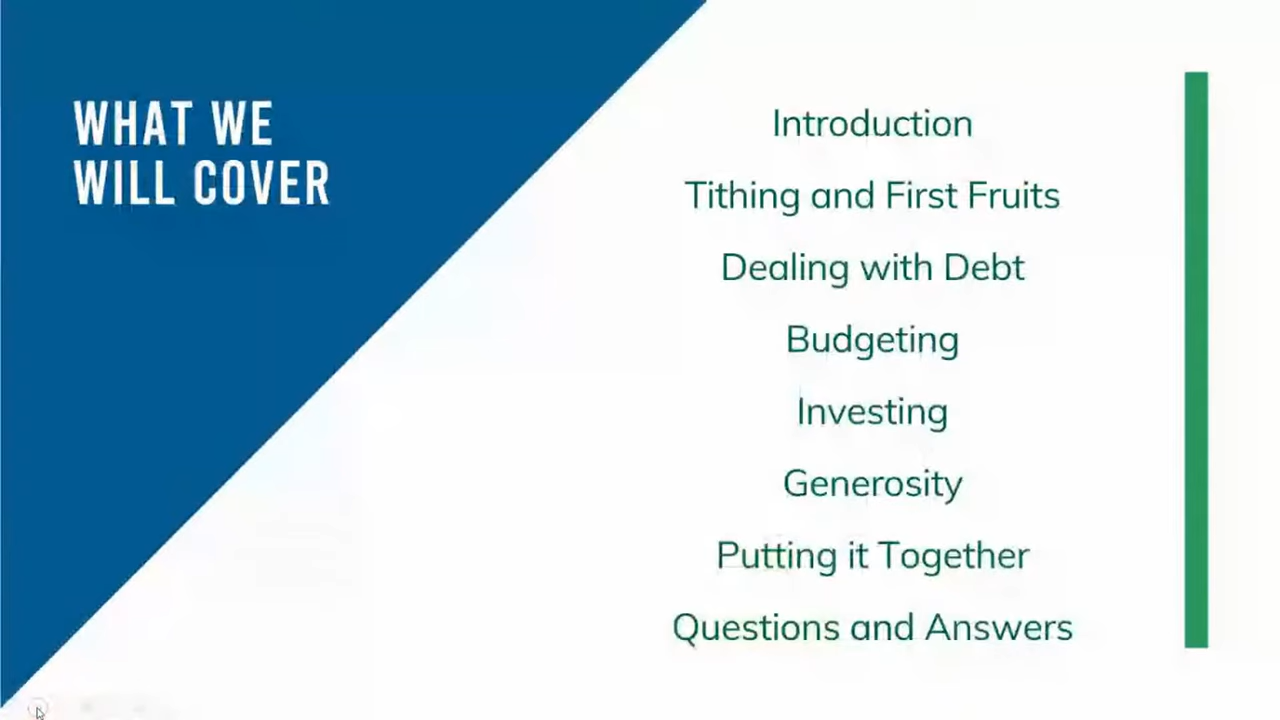 WHAT WE
WILL COVER
Introduction
Tithing and First Fruits
Dealing with Debt
Budgeting
Investing
Generosity
Putting it Together
Questions and Answers